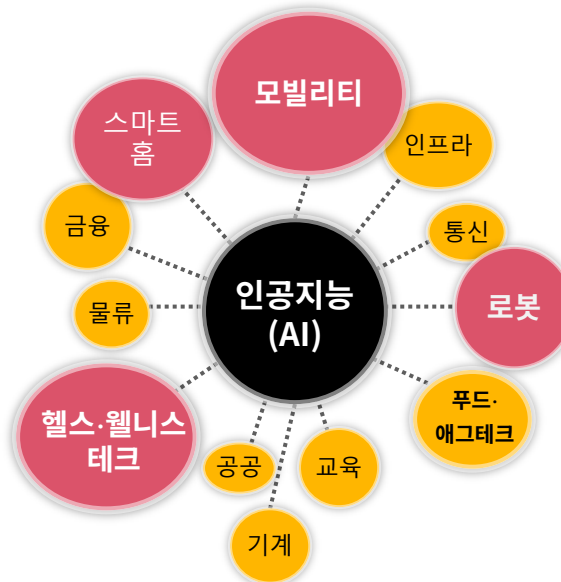 모빌리티
스마트
홈
인프라
금융
통신
인공지능
(AI)
물류
로봇
헬스·웰니스
테크
푸드·
애그테크
공공
교육
기계